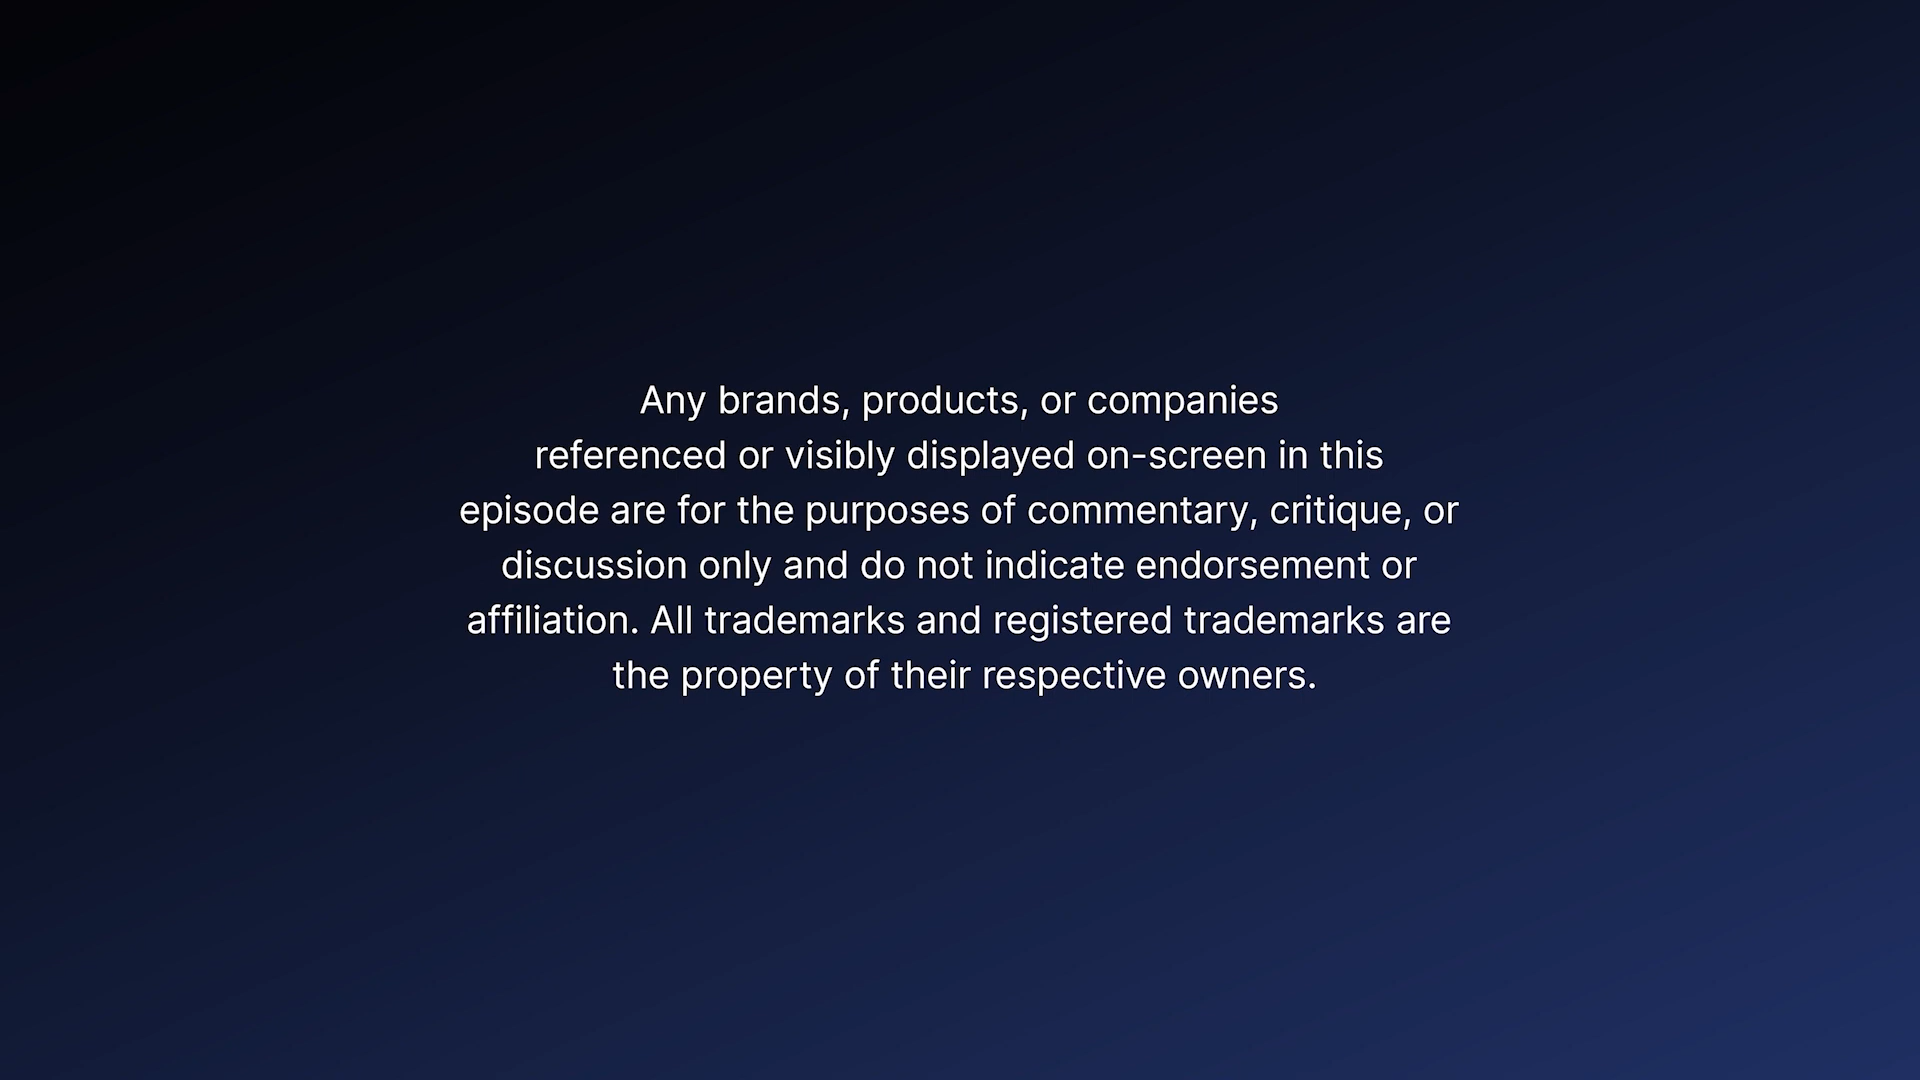 Any brands, products, or companies
referenced or visibly displayed on-screen in this
episode are for the purposes of commentary, critique, or
discussion only and do not indicate endorsement or
affiliation. All trademarks and registered trademarks are
the property of their respective owners.